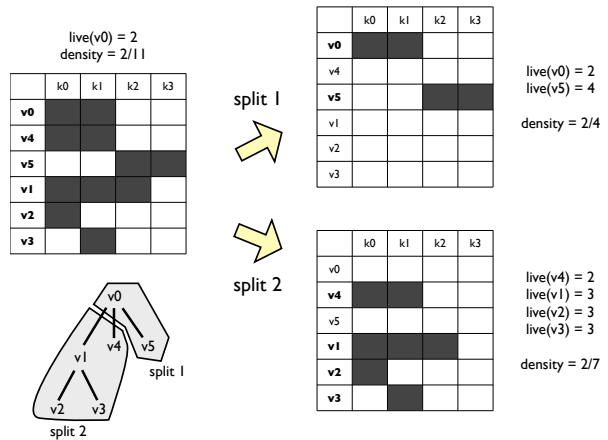 live(v0) = 2
density = 2/11
k0 k1 k2 k3
v0
v4
v5
v1
v2
v3
split 1
k0 k1 k2 k3
v0
v4
v5
v1
v2
v3
live(v0) = 2
live(v5) = 4
density = 2/4
split 2
k0 k1 k2 k3
v0
v4
v5
v1
v2
v3
live(v4) = 2
live(v1) = 3
live(v2) = 3
live(v3) = 3
density = 2/7
v0
v1 v4 v5
split 1
v2 v3
split 2